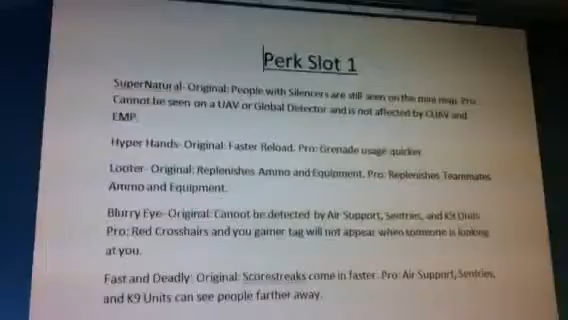 Perk Slot 1
SuperNatural- Original: People with Silencers are still seen on the mini map. Pro:
Cannot be seen on a UAV or Global Detector and is not affected by CUAV and
EMP.
Hyper Hands- Original: Faster Reload. Pro: Grenade usage quicker
Looter- Original: Replenishes Ammo and Equipment. Pro: Replenishes Teammates
Ammo and Equipment.
Blurry Eye- Original: Cannot be detected by Air Support, Sentries, and K9 Units
Pro: Red Crosshairs and you gamer tag will not appear when someone is looking
at you.
Fast and Deadly: Original: Scorestreaks come in faster. Pro: Air Support, Sentries,
and K9 Units can see people farther away.